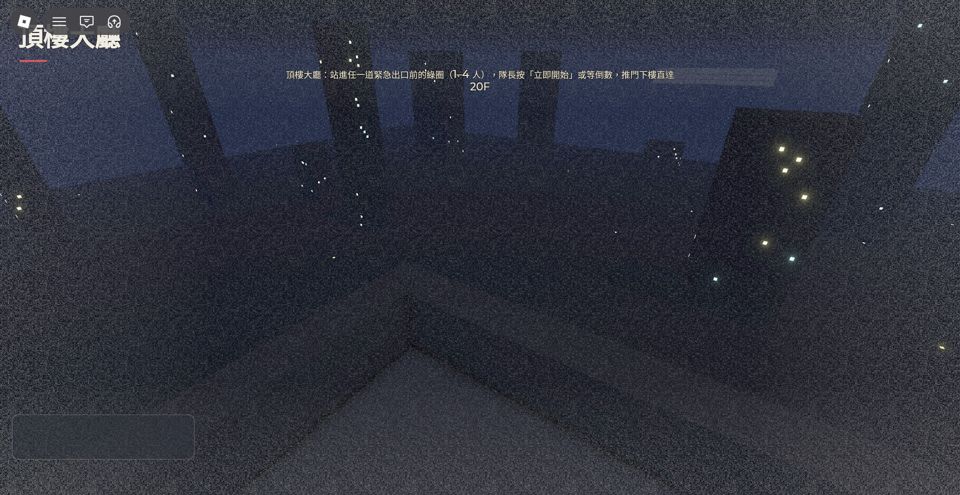 頂樓大廳
頂樓大廳：站進任一道緊急出口前的綠圈（1–4 人），隊長按「立即開始」或等倒數，推門下樓直達
20F